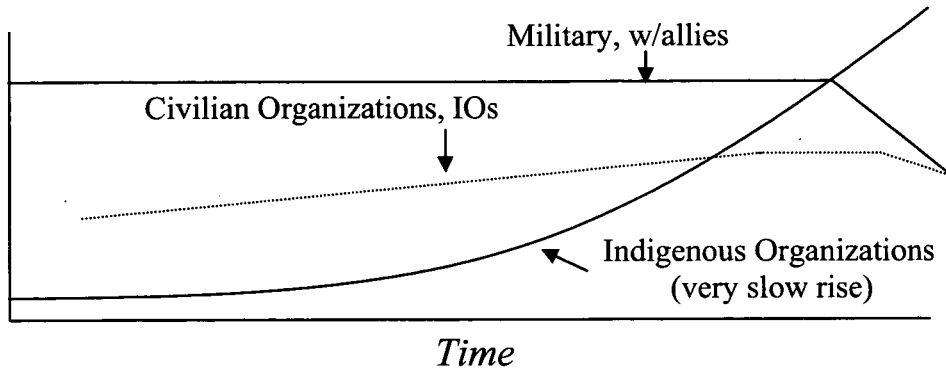 Military, w/allies
Civilian Organizations, IOs
Indigenous Organizations
(very slow rise)
Time